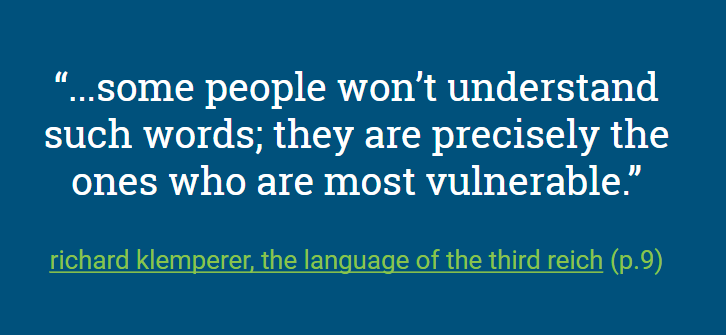 “...some people won’t understand
such words; they are precisely the
ones who are most vulnerable.”
richard klemperer, the language of the third reich (p.9)